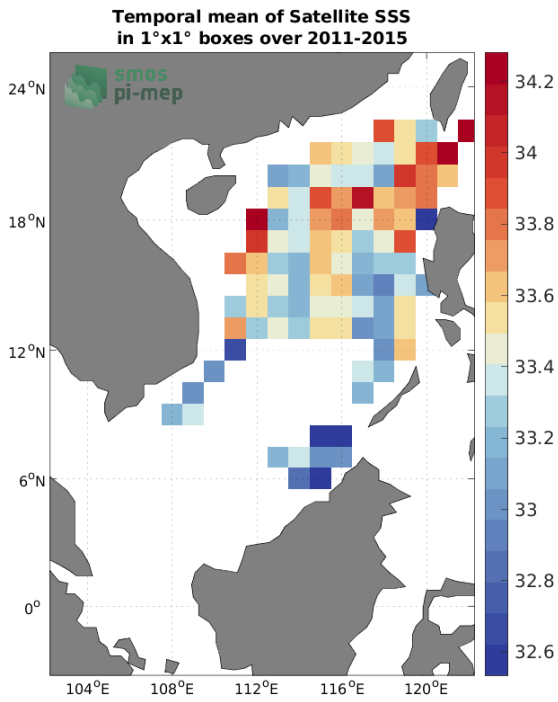 Temporal mean of Satellite SSS
in 1°x1° boxes over 2011-2015
smos
pi-mep
24°N
18°N
12°N
6°N
0°
104°E
108°E
112°E
116°E
120°E
34.2
34
33.8
33.6
33.4
33.2
33
32.8
32.6